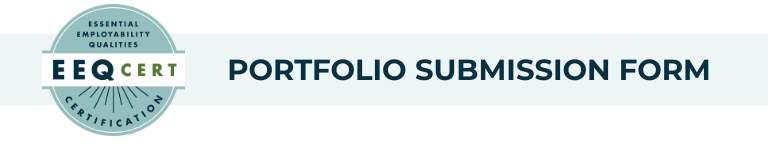 ESSENTIAL
EMPLOYABILITY
QUALITIES
EEQ CERT
CERTIFICATION
PORTFOLIO SUBMISSION FORM